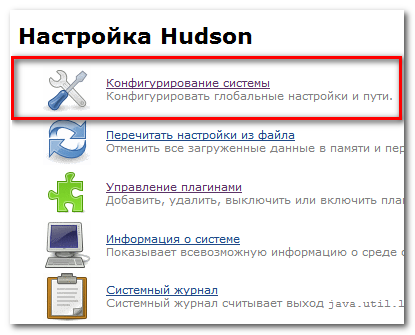 Настройка Hudson
Конфигурирование системы
Конфигурировать глобальные настройки и пути.
Перечитать настройки из файла
Отменить все загруженные данные в памяти и пер
Управление плагинами
Добавить, удалить, выключить или включить пла
Информация о системе
Показывает всевозможную информацию о среде
Системный журнал
Системный журнал считывает выход java.util.l